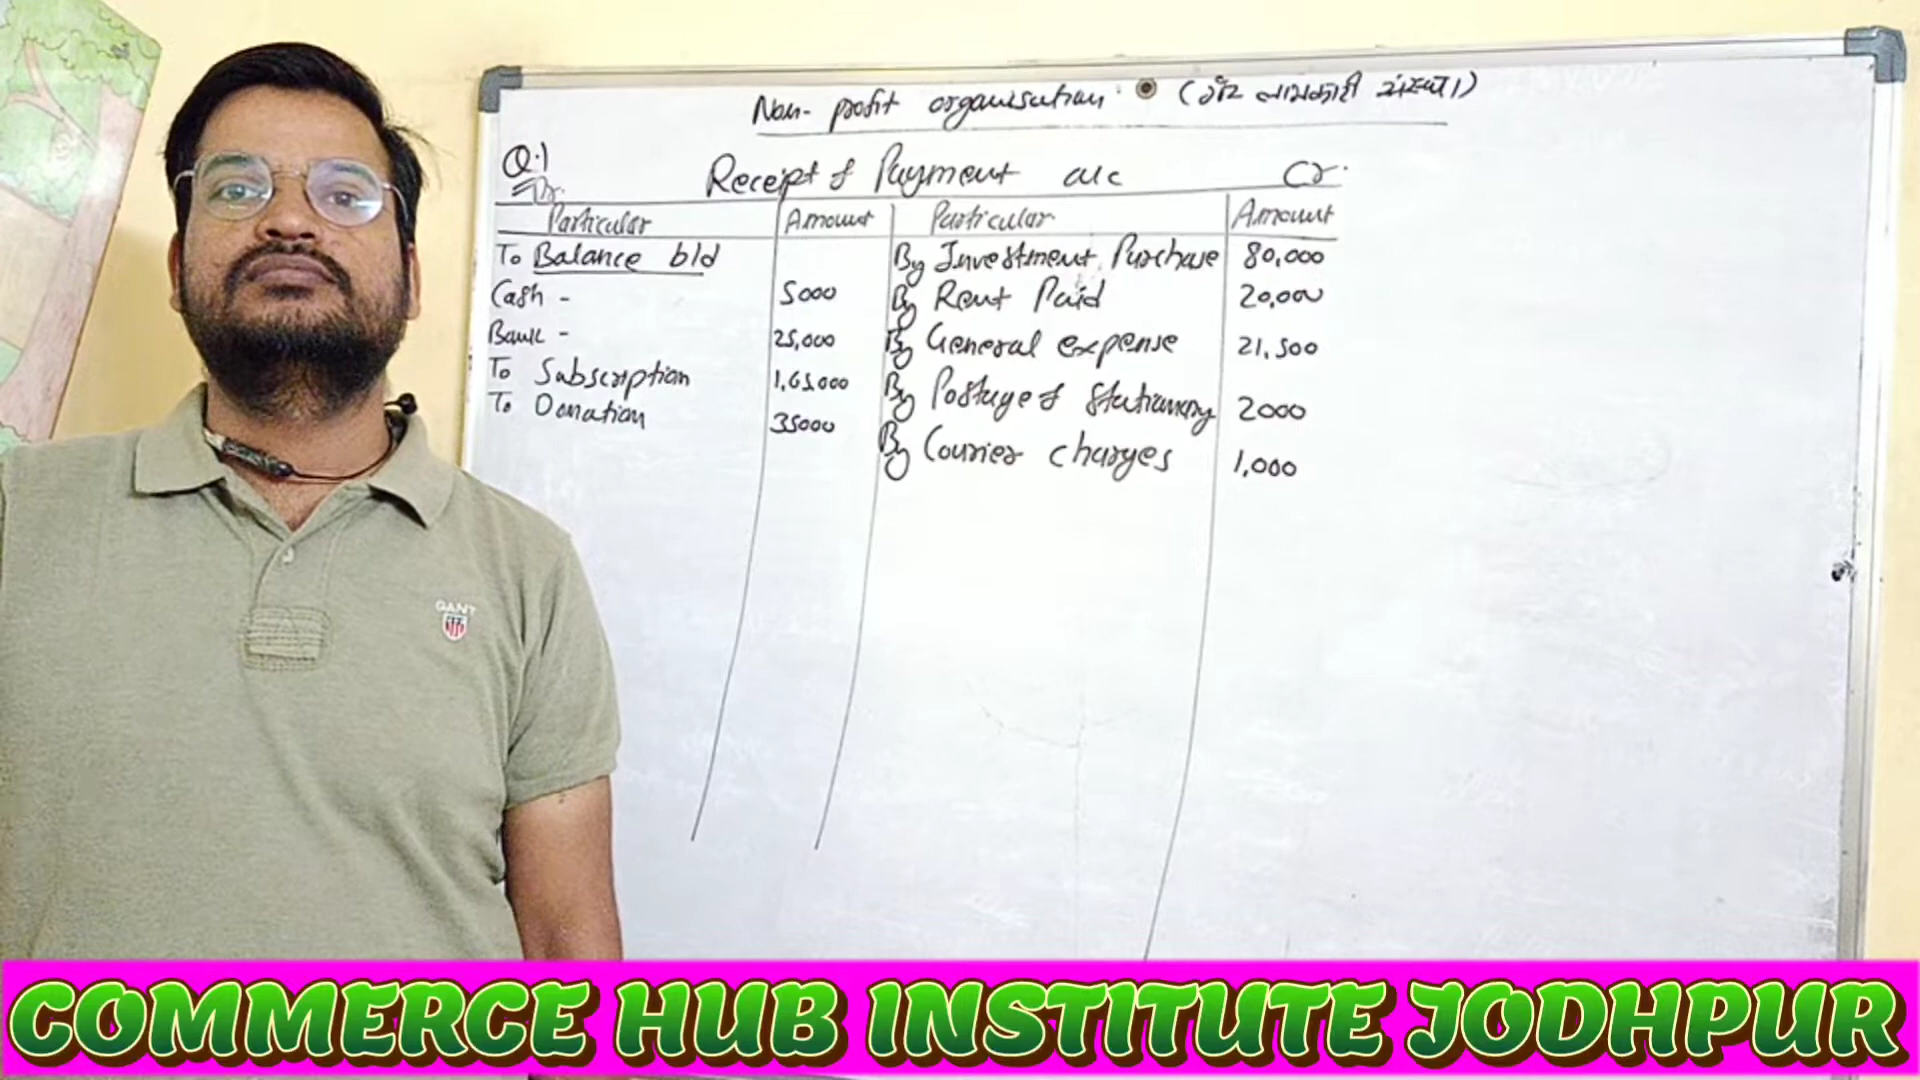 Non-profit organisation (गैर लाभकारी संस्था)
Q.1
Receipt & Payment a/c
Dr. Cr.
Particular Amount Particular Amount
To Balance b/d By Investment Purchase 80,000
Cash - 5000 By Rent Paid 20,000
Bank - 25,000 By General expense 21,500
To Subscription 1,65,000 By Postage & Stationary 2000
To Donation 35000 By Courier charges 1,000
GANT
COMMERCE HUB INSTITUTE JODHPUR